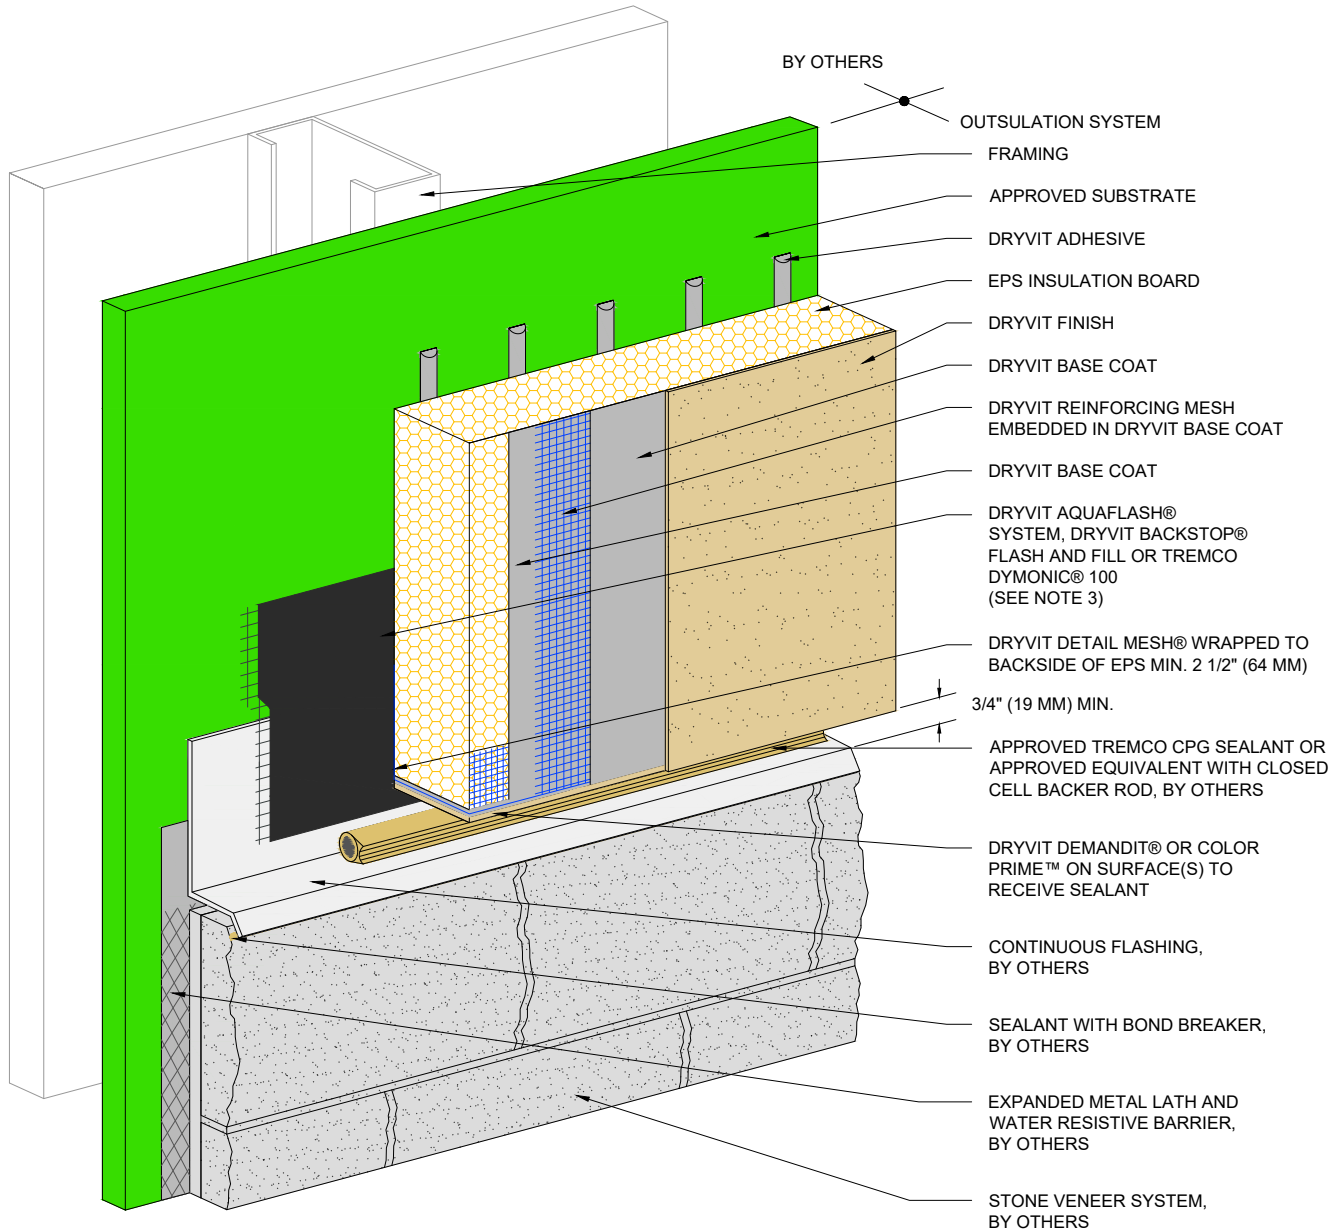 BY OTHERS
OUTSULATION SYSTEM
FRAMING
APPROVED SUBSTRATE
DRYVIT ADHESIVE
EPS INSULATION BOARD
DRYVIT FINISH
DRYVIT BASE COAT
DRYVIT REINFORCING MESH
EMBEDDED IN DRYVIT BASE COAT
DRYVIT BASE COAT
DRYVIT AQUAFLASH®
SYSTEM, DRYVIT BACKSTOP®
FLASH AND FILL OR TREMCO
DYMONIC® 100
(SEE NOTE 3)
DRYVIT DETAIL MESH® WRAPPED TO
BACKSIDE OF EPS MIN. 2 1/2" (64 MM)
3/4" (19 MM) MIN.
APPROVED TREMCO CPG SEALANT OR
APPROVED EQUIVALENT WITH CLOSED
CELL BACKER ROD, BY OTHERS
DRYVIT DEMANDIT® OR COLOR
PRIME™ ON SURFACE(S) TO
RECEIVE SEALANT
CONTINUOUS FLASHING,
BY OTHERS
SEALANT WITH BOND BREAKER,
BY OTHERS
EXPANDED METAL LATH AND
WATER RESISTIVE BARRIER,
BY OTHERS
STONE VENEER SYSTEM,
BY OTHERS